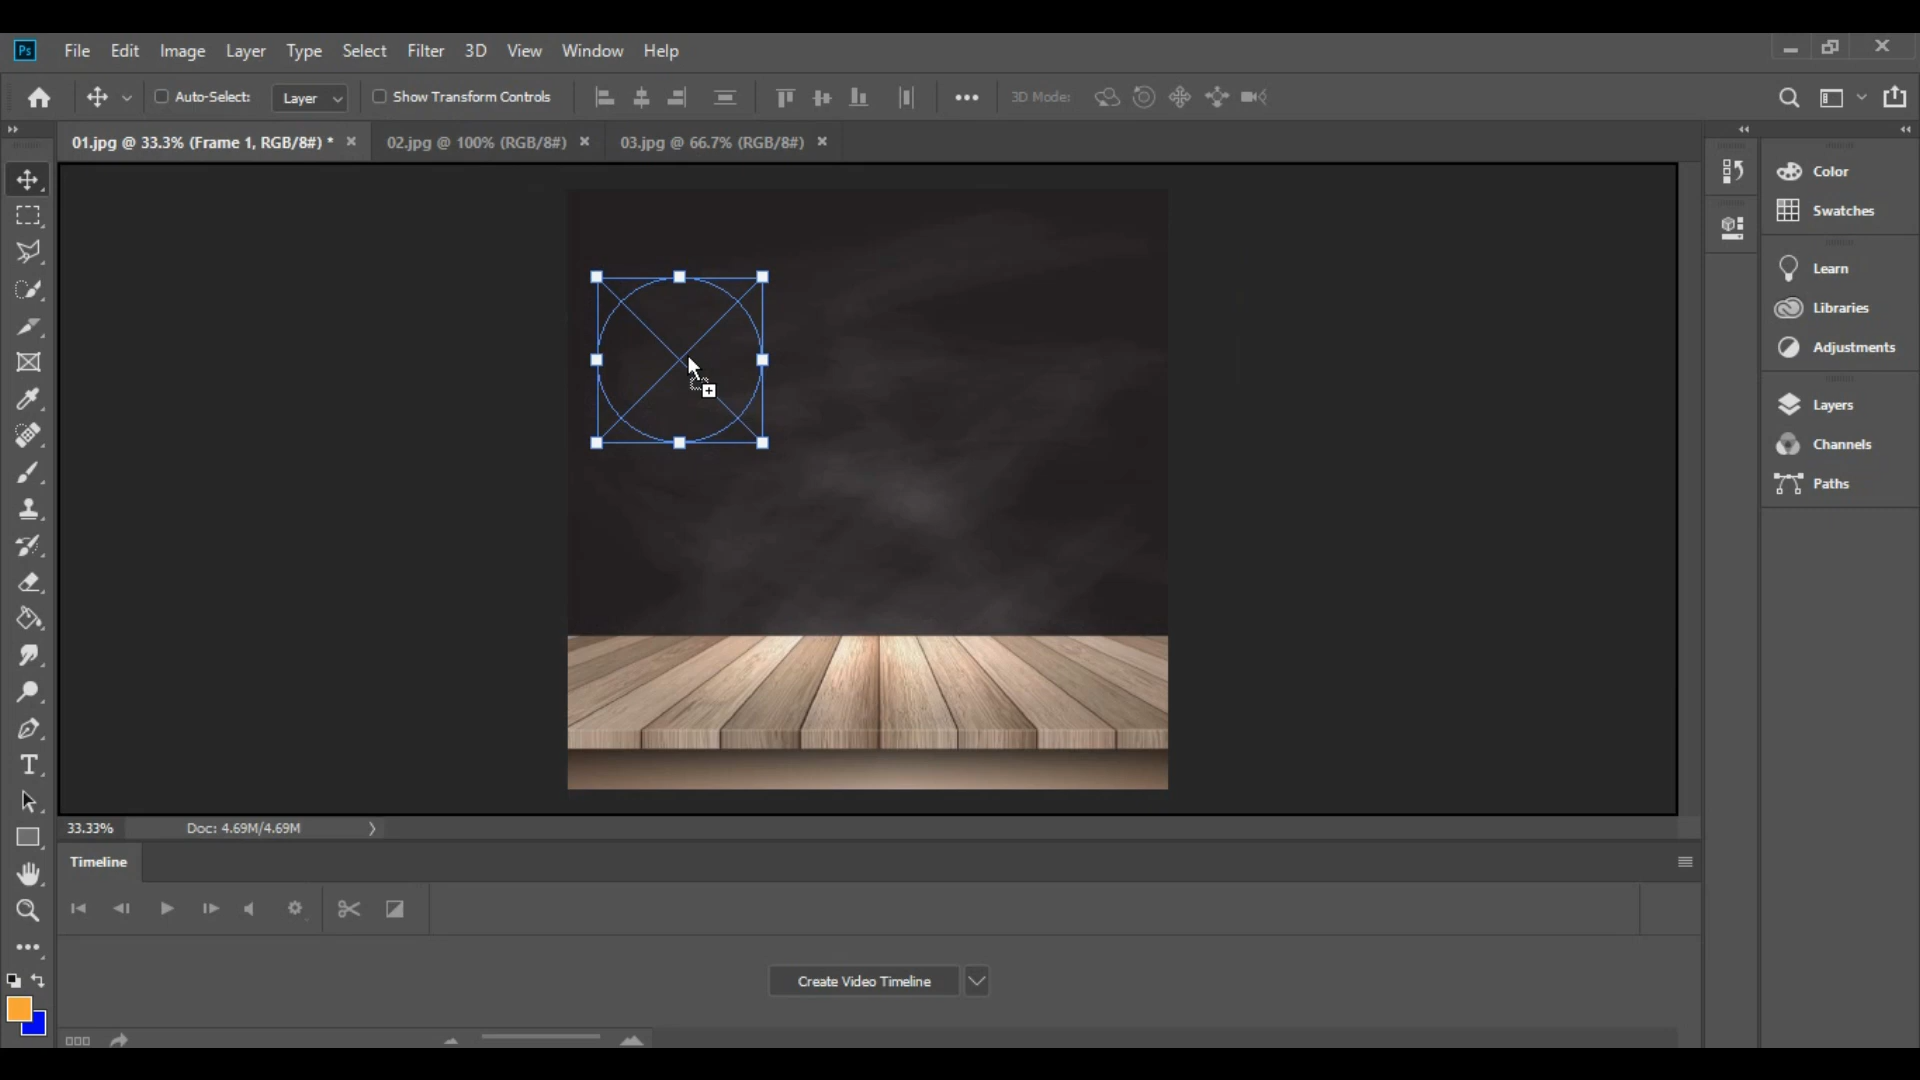 Ps File Edit Image Layer Type Select Filter 3D View Window Help
Auto-Select: Layer Show Transform Controls 3D Mode:
01.jpg @ 33.3% (Frame 1, RGB/8#) * 02.jpg @ 100% (RGB/8#) 03.jpg @ 66.7% (RGB/8#)
Color
Swatches
Learn
Libraries
Adjustments
Layers
Channels
Paths
33.33% Doc: 4.69M/4.69M
Timeline
Create Video Timeline